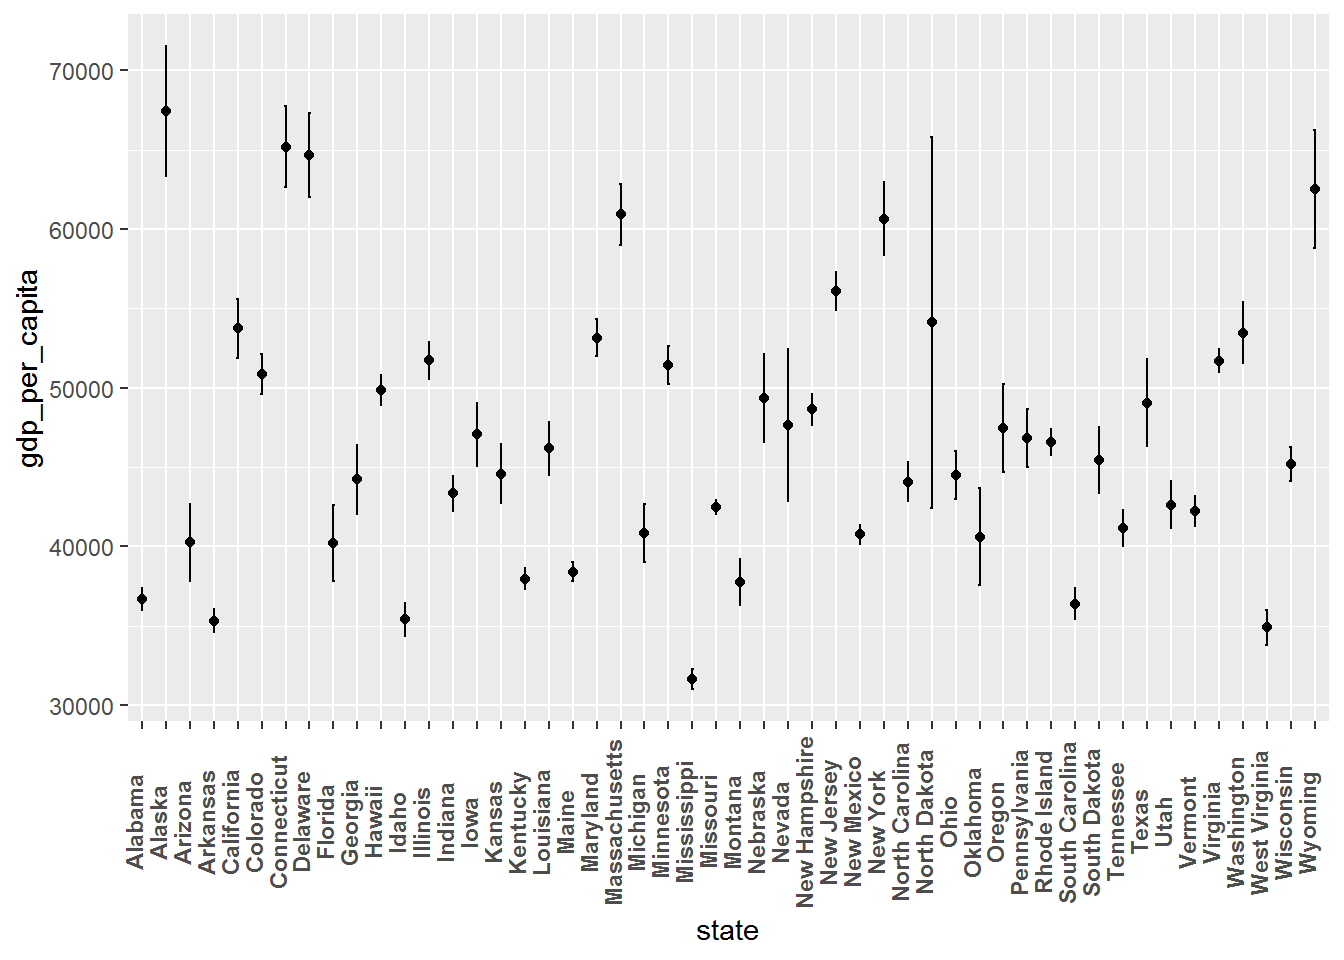 70000
60000
50000
40000
30000
gdp_per_capita
Alabama
Alaska
Arizona
Arkansas
California
Colorado
Connecticut
Delaware
Florida
Georgia
Hawaii
Idaho
Illinois
Indiana
Iowa
Kansas
Kentucky
Louisiana
Maine
Maryland
Massachusetts
Michigan
Minnesota
Mississippi
Missouri
Montana
Nebraska
Nevada
New Hampshire
New Jersey
New Mexico
New York
North Carolina
North Dakota
Ohio
Oklahoma
Oregon
Pennsylvania
Rhode Island
South Carolina
South Dakota
Tennessee
Texas
Utah
Vermont
Virginia
Washington
West Virginia
Wisconsin
Wyoming
state